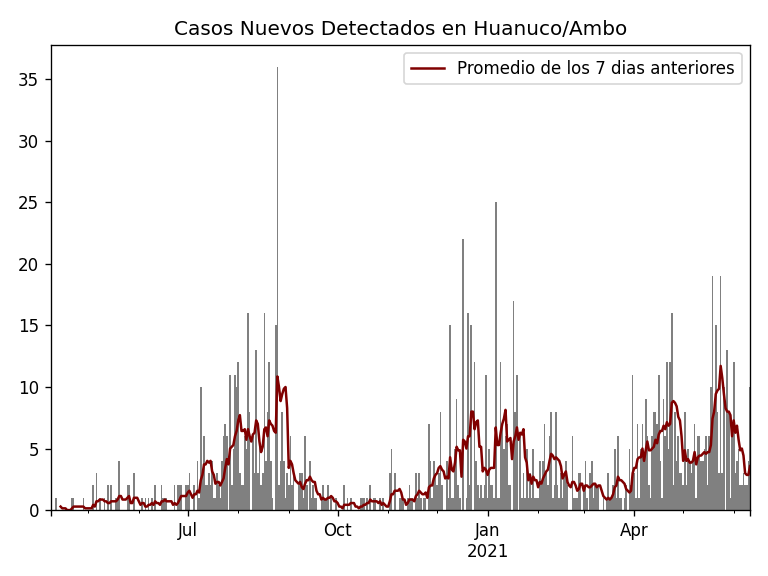 Casos Nuevos Detectados en Huanuco/Ambo
Promedio de los 7 dias anteriores
35
30
25
20
15
10
5
0
Jul
Oct
Jan
2021
Apr